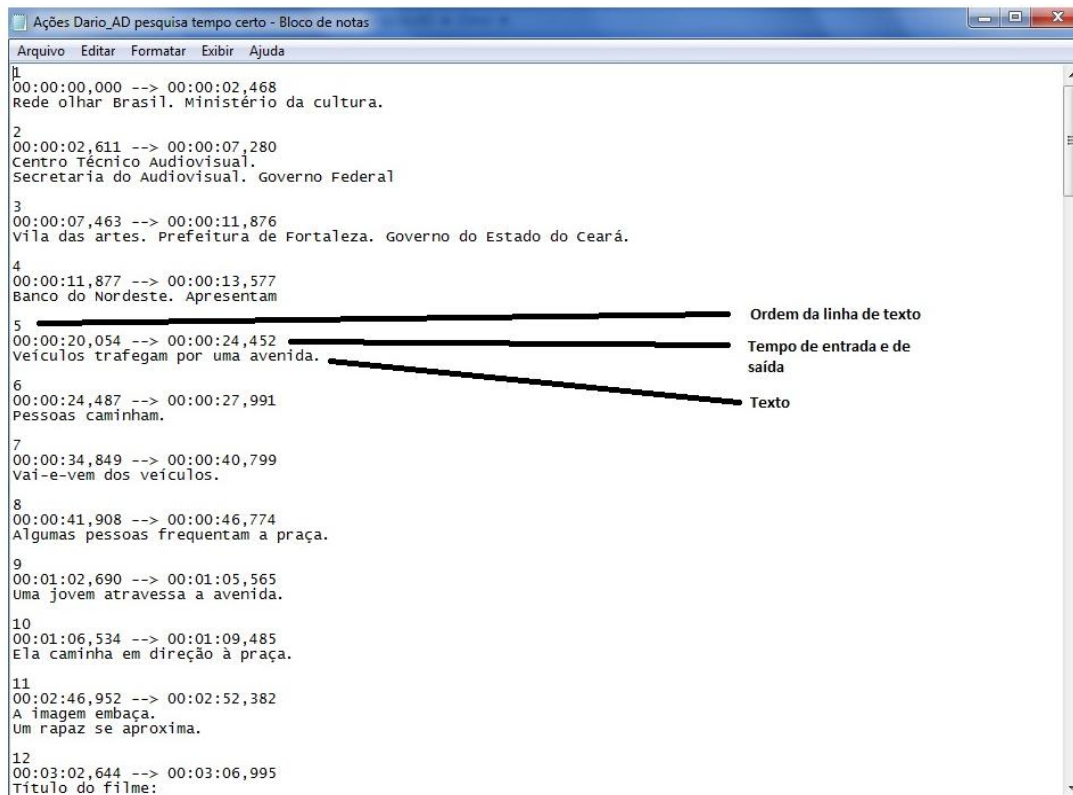 Ações Dario_AD pesquisa tempo certo - Bloco de notas
Arquivo Editar Formatar Exibir Ajuda
1
00:00:00,000 --> 00:00:02,468
Rede olhar Brasil. Ministério da cultura.
2
00:00:02,611 --> 00:00:07,280
Centro Técnico Audiovisual.
Secretaria do Audiovisual. Governo Federal
3
00:00:07,463 --> 00:00:11,876
Vila das artes. Prefeitura de Fortaleza. Governo do Estado do Ceará.
4
00:00:11,877 --> 00:00:13,577
Banco do Nordeste. Apresentam
5
Ordem da linha de texto
00:00:20,054 --> 00:00:24,452
Tempo de entrada e de
saída
Veículos trafegam por uma avenida.
Texto
6
00:00:24,487 --> 00:00:27,991
Pessoas caminham.
7
00:00:34,849 --> 00:00:40,799
Vai-e-vem dos veículos.
8
00:00:41,908 --> 00:00:46,774
Algumas pessoas frequentam a praça.
9
00:01:02,690 --> 00:01:05,565
Uma jovem atravessa a avenida.
10
00:01:06,534 --> 00:01:09,485
Ela caminha em direção à praça.
11
00:02:46,952 --> 00:02:52,382
A imagem embaça.
Um rapaz se aproxima.
12
00:03:02,644 --> 00:03:06,995
Título do filme: